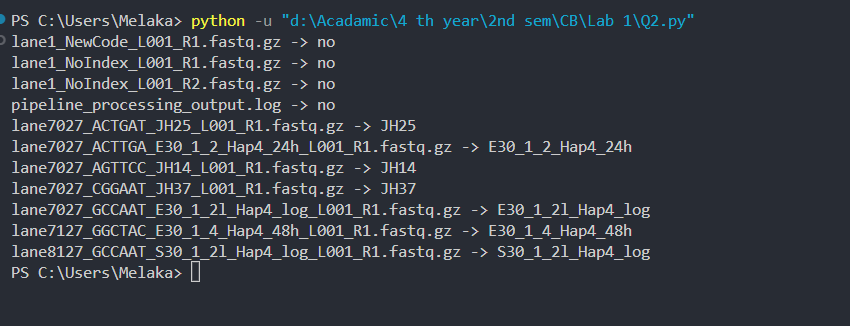 PS C:\Users\Melaka> python -u "d:\Acadamic\4 th year\2nd sem\CB\Lab 1\Q2.py"
lane1_NewCode_L001_R1.fastq.gz -> no
lane1_NoIndex_L001_R1.fastq.gz -> no
lane1_NoIndex_L001_R2.fastq.gz -> no
pipeline_processing_output.log -> no
lane7027_ACTGAT_JH25_L001_R1.fastq.gz -> JH25
lane7027_ACTTGA_E30_1_2_Hap4_24h_L001_R1.fastq.gz -> E30_1_2_Hap4_24h
lane7027_AGTTCC_JH14_L001_R1.fastq.gz -> JH14
lane7027_CGGAAT_JH37_L001_R1.fastq.gz -> JH37
lane7027_GCCAAT_E30_1_2l_Hap4_log_L001_R1.fastq.gz -> E30_1_2l_Hap4_log
lane7127_GGCTAC_E30_1_4_Hap4_48h_L001_R1.fastq.gz -> E30_1_4_Hap4_48h
lane8127_GCCAAT_S30_1_2l_Hap4_log_L001_R1.fastq.gz -> S30_1_2l_Hap4_log
PS C:\Users\Melaka>